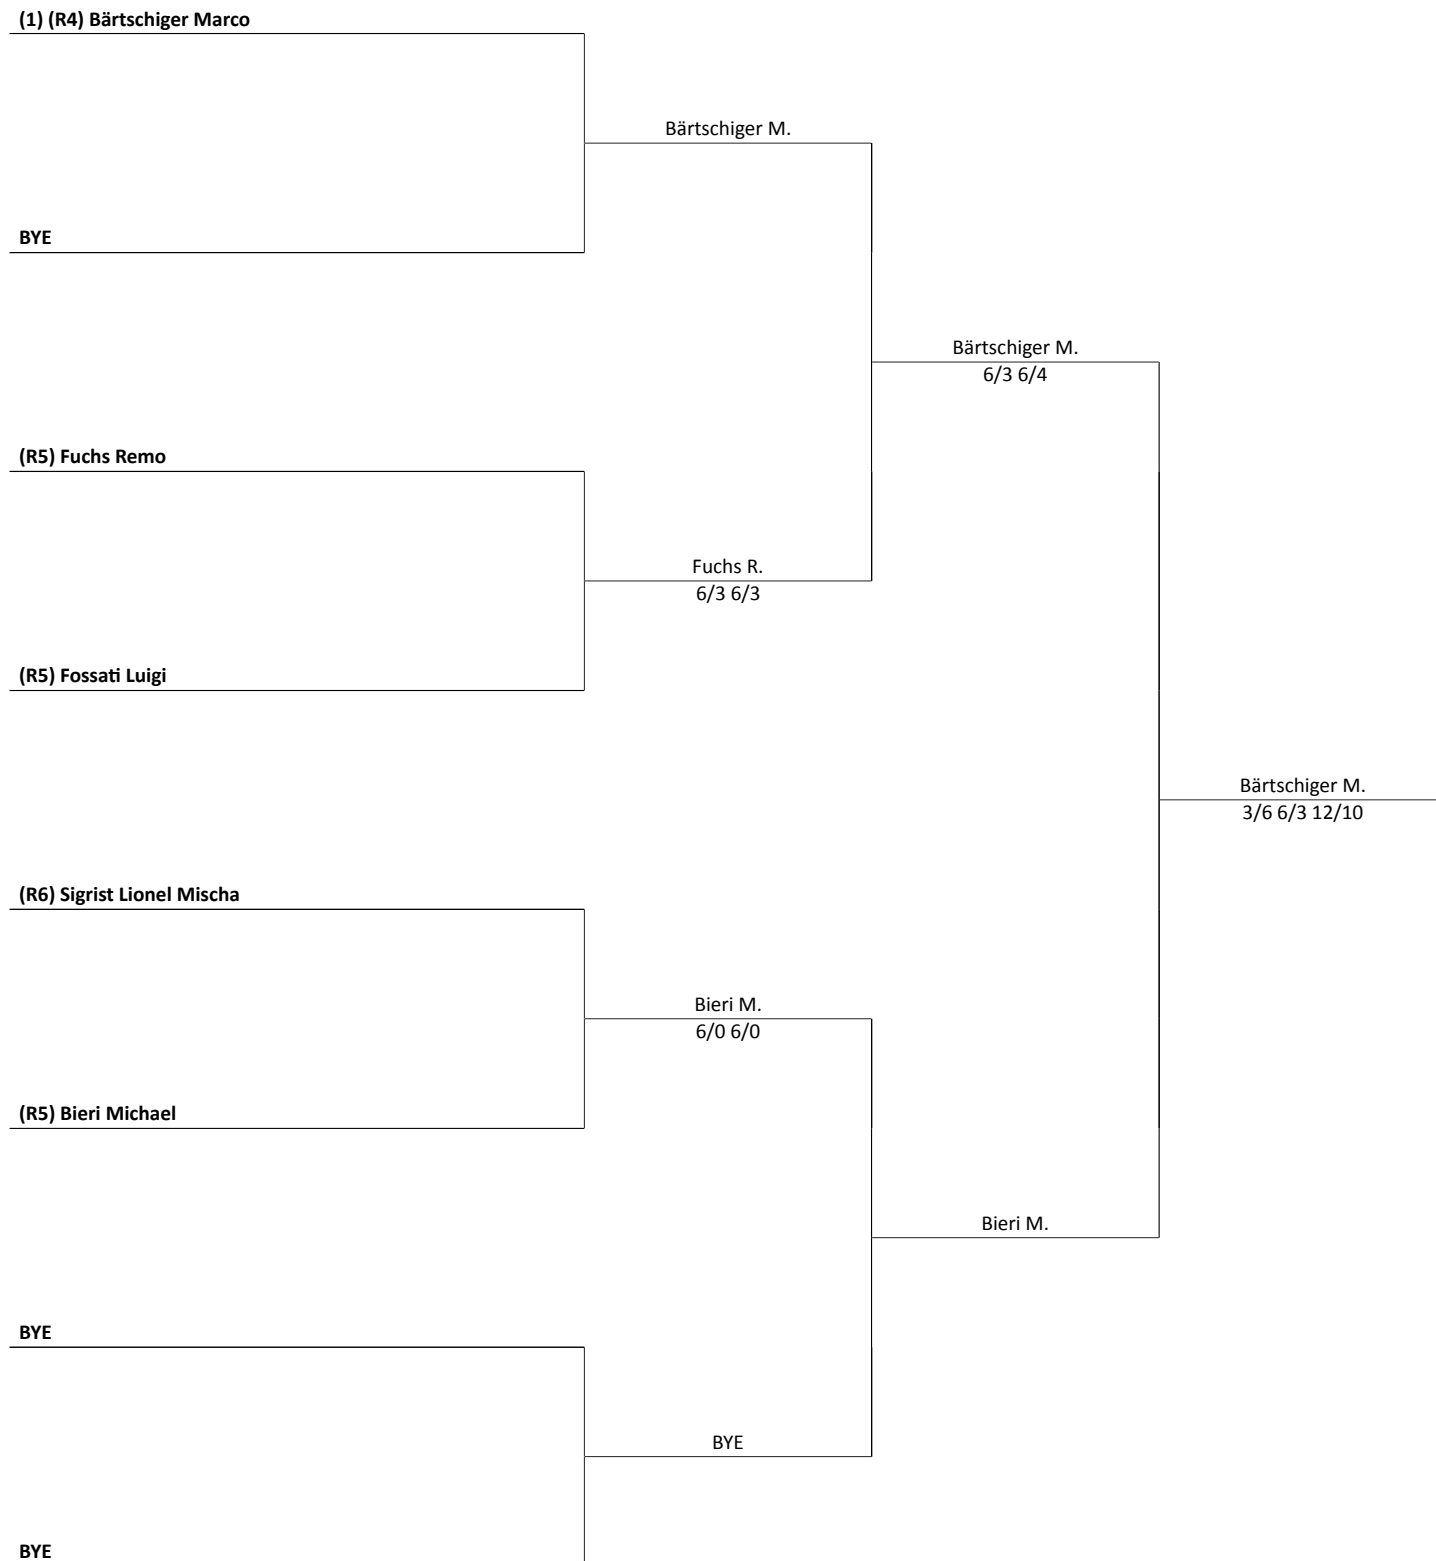 (1) (R4) Bärtschiger Marco
Bärtschiger M.
BYE
Bärtschiger M.
6/3 6/4
(R5) Fuchs Remo
Fuchs R.
6/3 6/3
(R5) Fossati Luigi
Bärtschiger M.
3/6 6/3 12/10
(R6) Sigrist Lionel Mischa
Bieri M.
6/0 6/0
(R5) Bieri Michael
Bieri M.
BYE
BYE
BYE